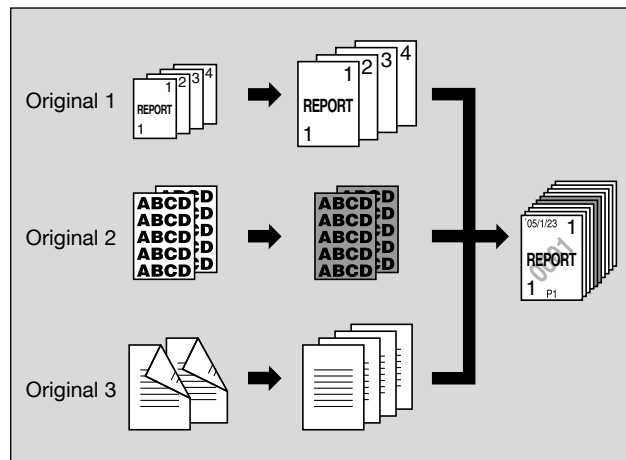 Original 1
1 2 3 4
REPORT
1
1 2 3 4
REPORT
1
Original 2
ABCD
ABCD
ABCD
ABCD
ABCD
ABCD
ABCD
ABCD
ABCD
ABCD
'05/1/23 1
0001
REPORT
1 P1
Original 3